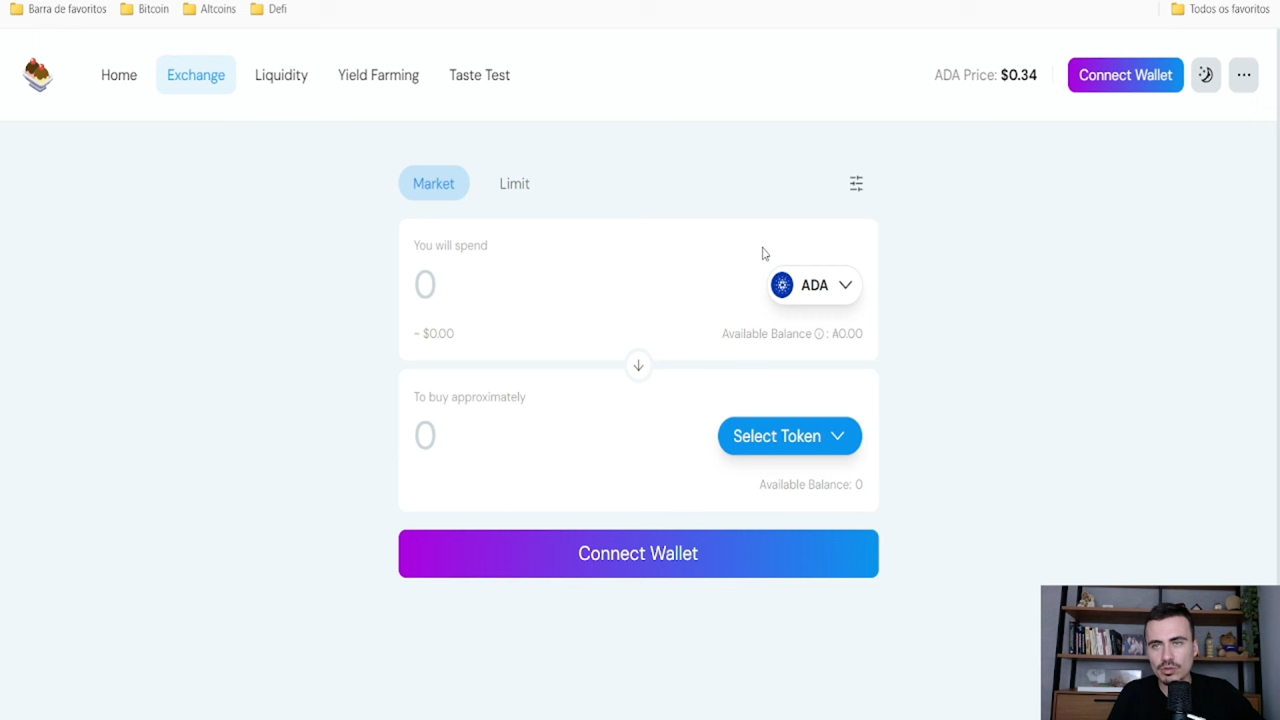 Barra de favoritos Bitcoin Altcoins Defi Todos os favoritos
Home Exchange Liquidity Yield Farming Taste Test ADA Price: $0.34 Connect Wallet
Market Limit
You will spend
0 ADA
~ $0.00 Available Balance : ₳0.00
To buy approximately
0 Select Token
Available Balance: 0
Connect Wallet